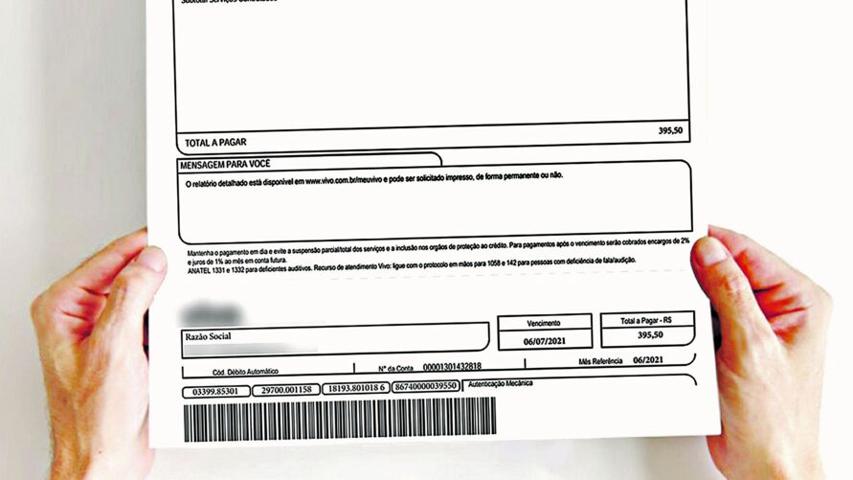 Subtotal Serviços Contratados
395,50
TOTAL A PAGAR
MENSAGEM PARA VOCÊ
O relatório detalhado está disponível em www.vivo.com.br/meuvivo e pode ser solicitado impresso, de forma permanente ou não.
Mantenha o pagamento em dia e evite a suspensão parcial/total dos serviços e a inclusão nos orgãos de proteção ao crédito. Para pagamentos após o vencimento serão cobrados encargos de 2%
e juros de 1% ao mês em conta futura.
ANATEL 1331 e 1332 para deficientes auditivos. Recurso de atendimento Vivo: ligue com o protocolo em mãos para 1058 e 142 para pessoas com deficiência de fala/audição.
Razão Social
Vencimento
06/07/2021
Total a Pagar - R$
395,50
Cód. Débito Automático
Nº da Conta 00001301432818
Mês Referência 06/2021
03399.85301 29700.001158 18193.801018 6 86740000039550 Autenticação Mecânica